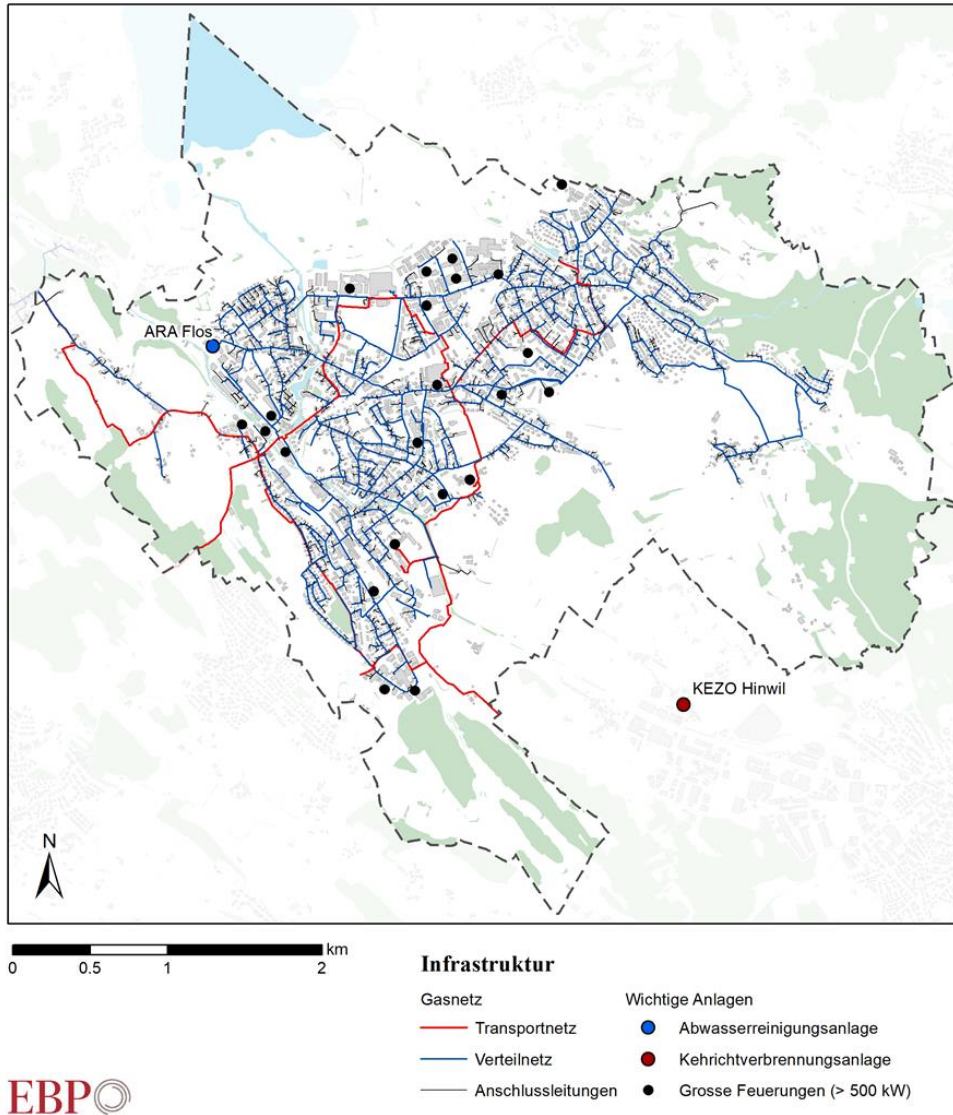 ARA Flos
KEZO Hinwil
N
km
0 0.5 1 2
Infrastruktur
Gasnetz
Wichtige Anlagen
Transportnetz
Abwasserreinigungsanlage
Verteilnetz
Kehrichtverbrennungsanlage
Anschlussleitungen
Grosse Feuerungen (> 500 kW)
EBP